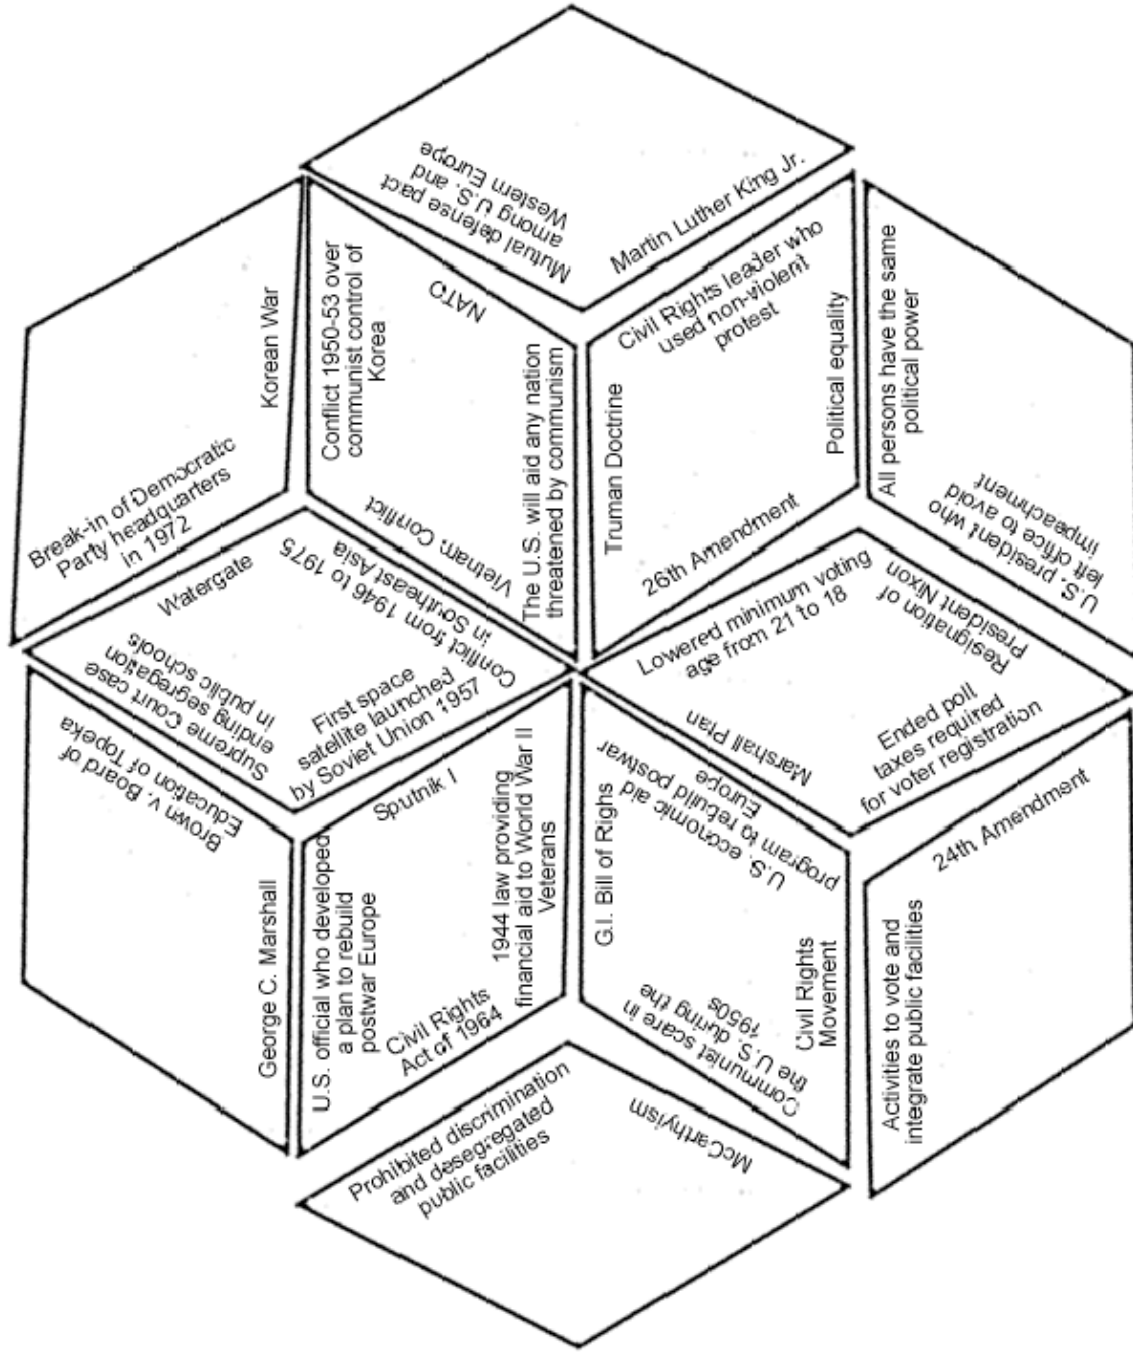 Mutual defense pact
among U.S. and
Western Europe
Martin Luther King Jr.
Korean War
Break-in of Democratic
Party headquarters
in 1972
Conflict 1950-53 over
communist control of
Korea
NATO
Vietnam Conflict
The U.S. will aid any nation
threatened by communism
Civil Rights leader who
used non-violent
protest
Truman Doctrine
Political equality
26th Amendment
All persons have the same
political power
U.S. president who
left office to avoid
impeachment
Watergate
Conflict from 1946 to 1975
in Southeast Asia
Supreme Court case
ending segregation
in public schools
First space
satellite launched
by Soviet Union 1957
Lowered minimum voting
age from 21 to 18
Resignation of
President Nixon
Marshall Plan
Ended poll
taxes required
for voter registration
Brown v. Board of
Education of Topeka
George C. Marshall
Sputnik I
U.S. official who developed
a plan to rebuild
postwar Europe
1944 law providing
financial aid to World War II
Veterans
Civil Rights
Act of 1964
G.I. Bill of Righs
U.S. economic aid
program to rebuild postwar
Europe
Communist scare in
the U.S. during the
1950s
Civil Rights
Movement
24th Amendment
Activities to vote and
integrate public facilities
Prohibited discrimination
and desegregated
public facilities
McCarthyism